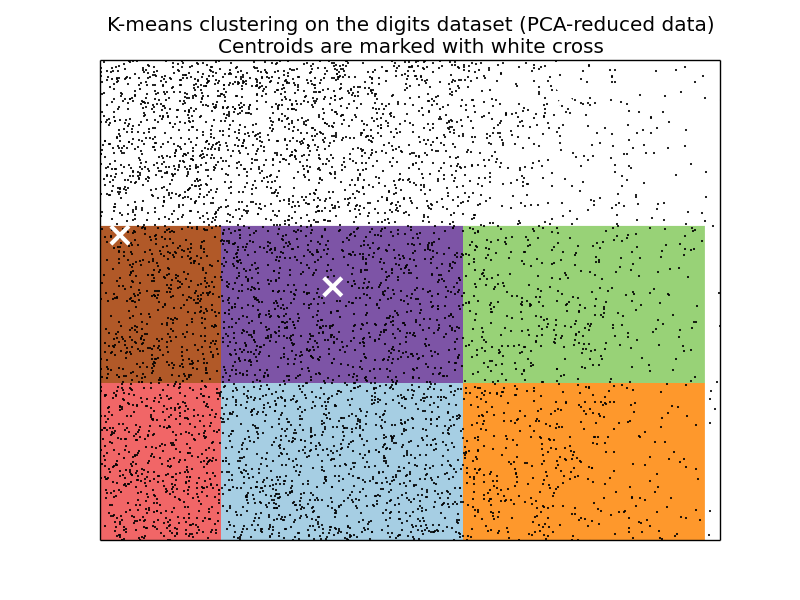 K-means clustering on the digits dataset (PCA-reduced data)
Centroids are marked with white cross